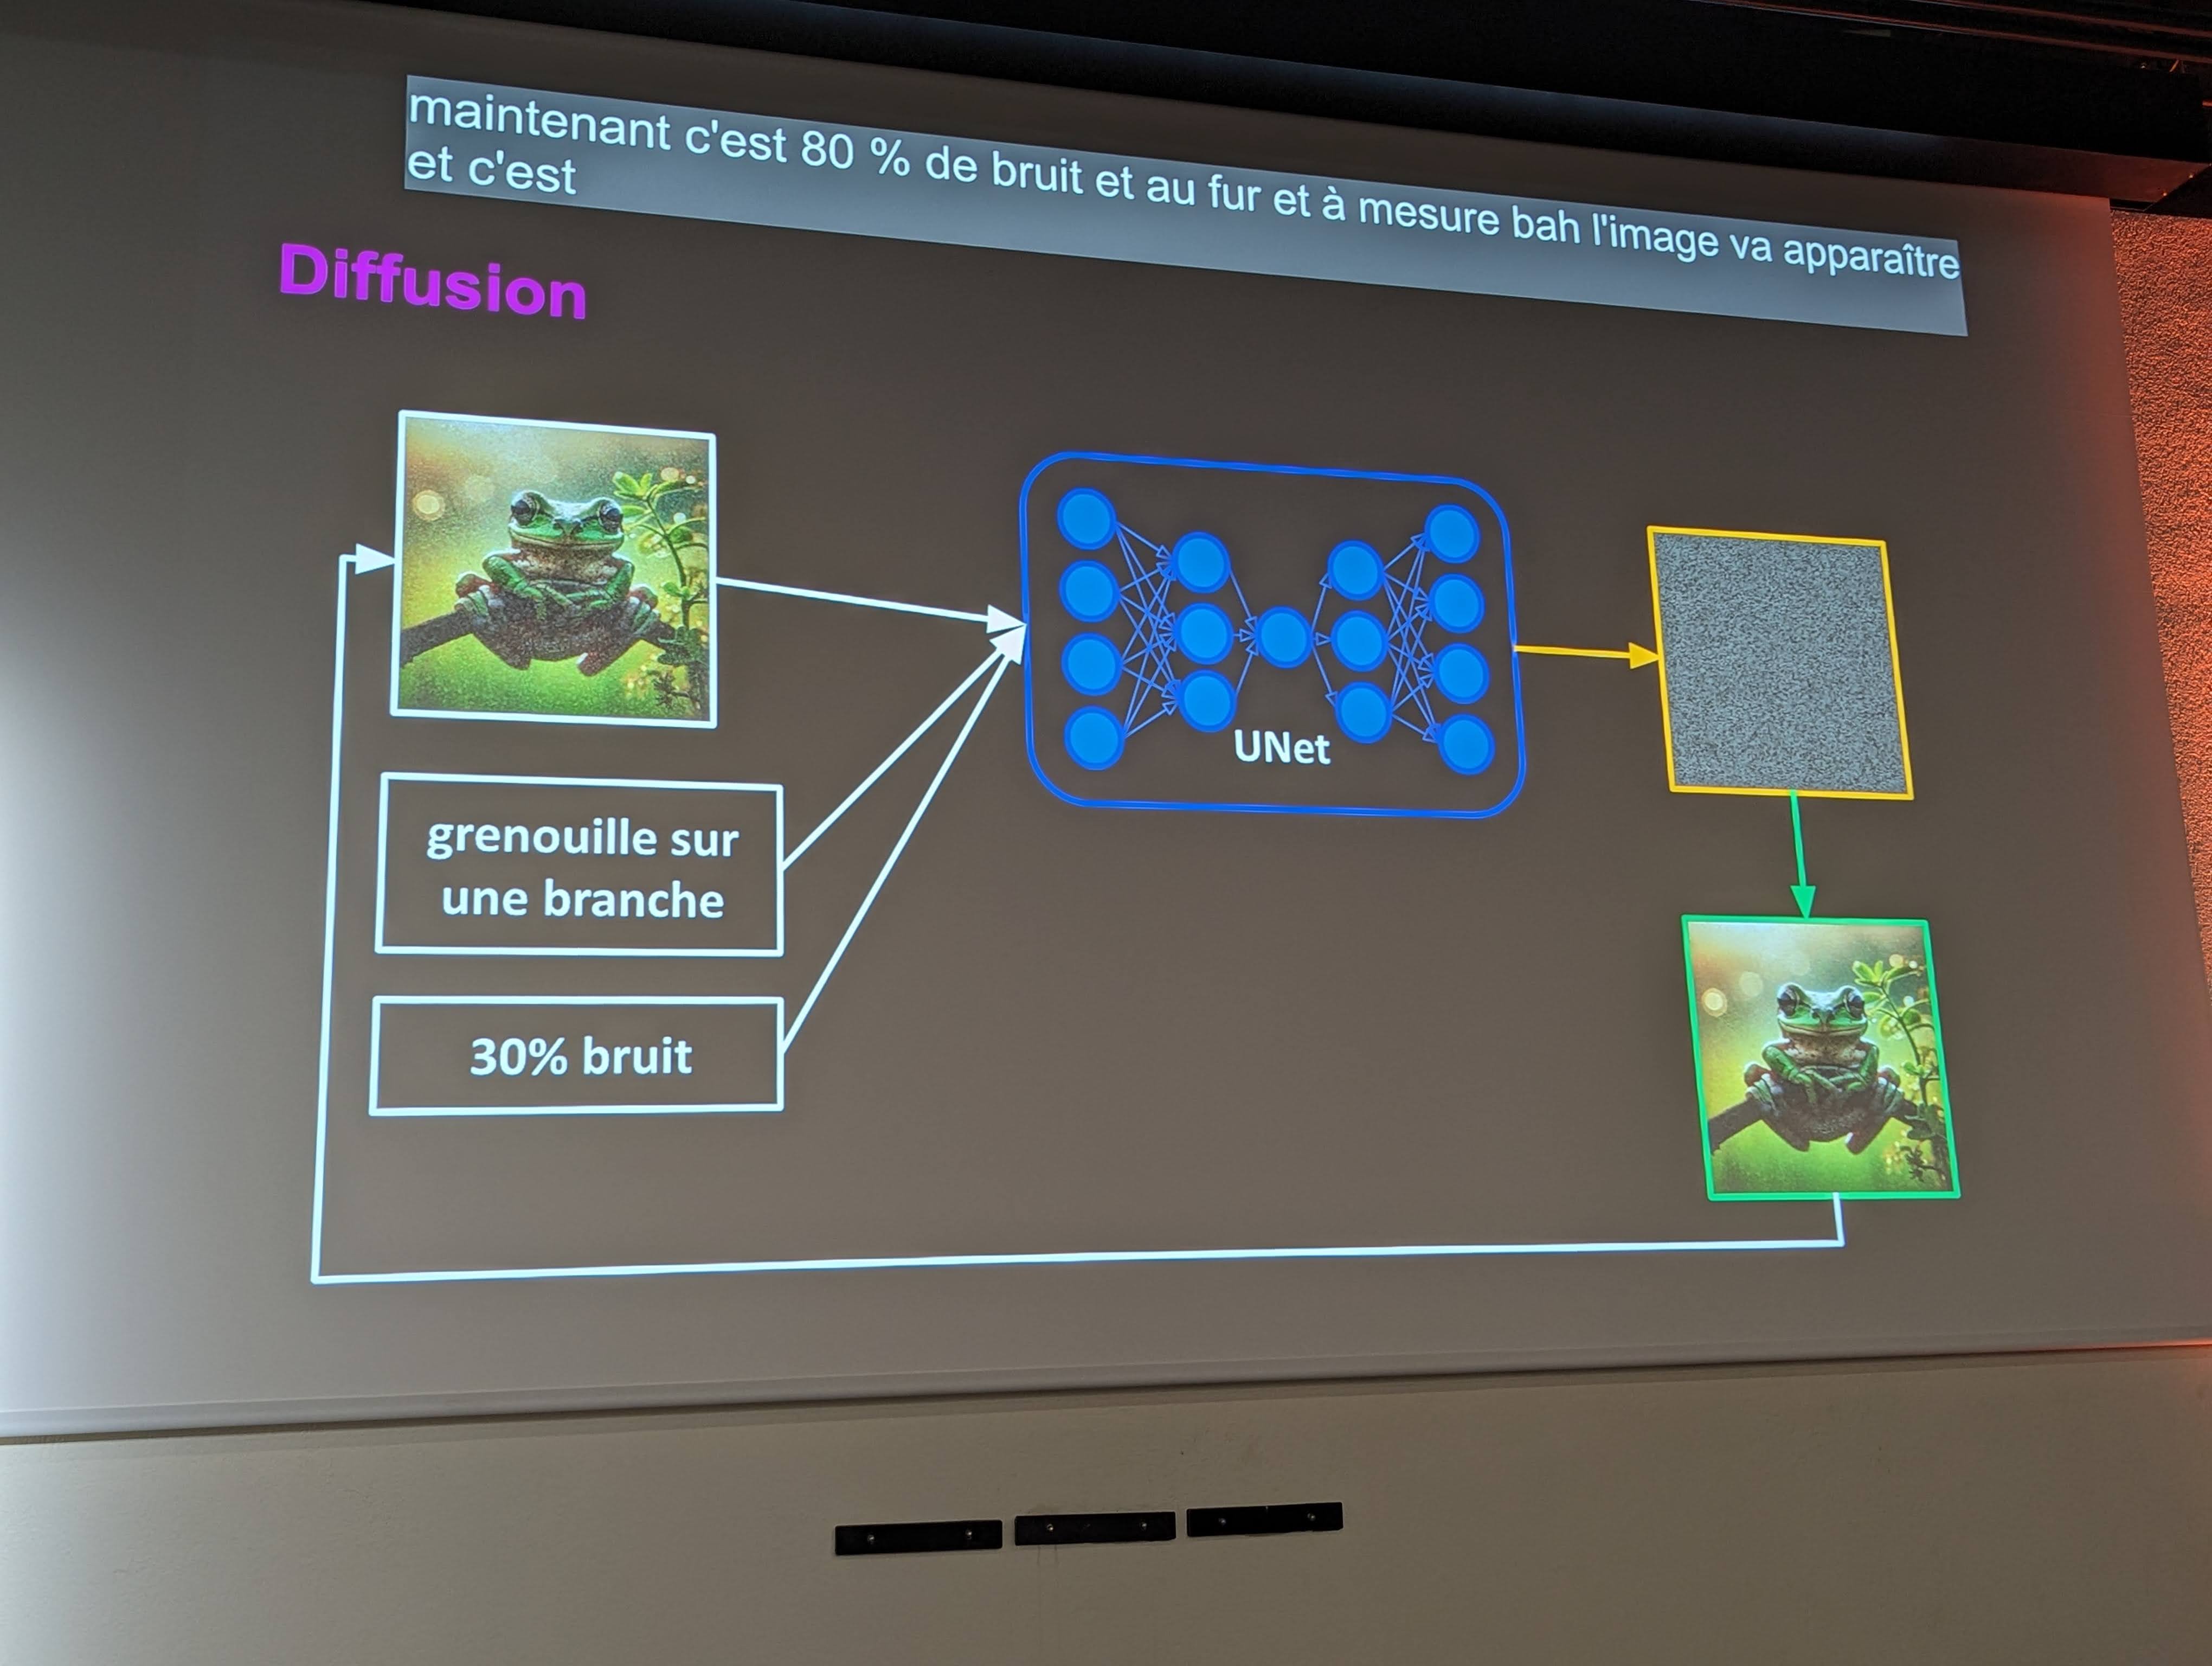 maintenant c'est 80 % de bruit et au fur et à mesure bah l'image va apparaître
et c'est
Diffusion
grenouille sur
une branche
30% bruit
UNet